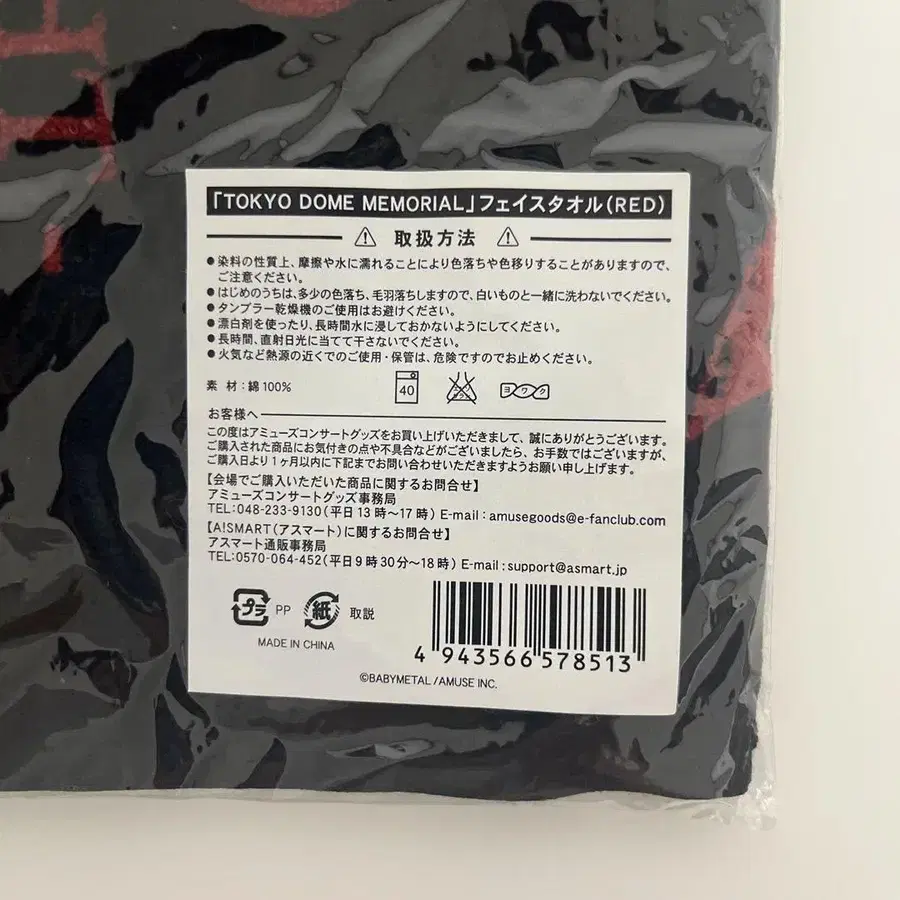 「TOKYO DOME MEMORIAL」フェイスタオル(RED)
取扱方法
●染料の性質上、摩擦や水に濡れることにより色落ちや色移りすることがありますので、
ご注意ください。
●はじめのうちは、多少の色落ち、毛羽落ちしますので、白いものと一緒に洗わないでください。
●タンブラー乾燥機のご使用はお避けください。
●漂白剤を使ったり、長時間水に浸しておかないようにしてください。
●長時間、直射日光に当てて干さないでください。
●火気など熱源の近くでのご使用・保管は、危険ですのでお止めください。
素 材:綿100% 40 エンソサラシ ヨワク
お客様へ
この度はアミューズコンサートグッズをお買い上げいただきまして、誠にありがとうございます。
ご購入された商品にお気付きの点や不具合などがございましたら、お手数ではございますが、
ご購入日より1ヶ月以内に下記までお問い合わせいただきますようお願い申し上げます。
【会場でご購入いただいた商品に関するお問合せ】
アミューズコンサートグッズ事務局
TEL:048-233-9130(平日13時〜17時) E-mail:amusegoods@e-fanclub.com
【A!SMART(アスマート)に関するお問合せ】
アスマート通販事務局
TEL:0570-064-452(平日9時30分〜18時) E-mail:support@asmart.jp
プラ PP 紙 取説
MADE IN CHINA
4 943566 578513
©BABYMETAL /AMUSE INC.